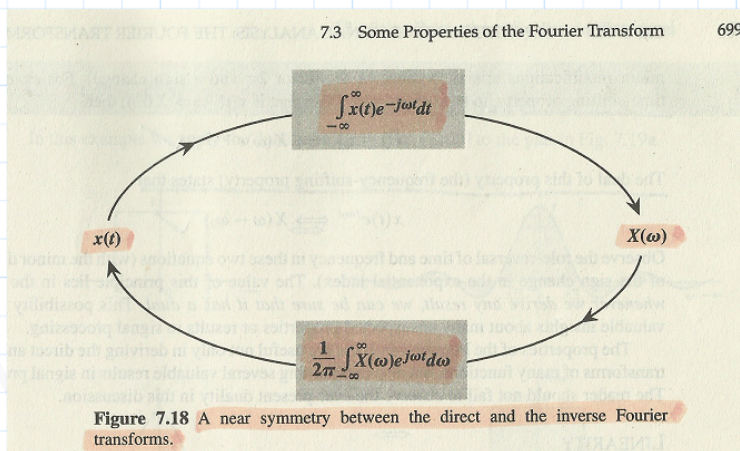 7.3 Some Properties of the Fourier Transform 699
∫_{-∞}^{∞} x(t)e^{-jωt}dt
x(t)
X(ω)
1/2π ∫_{-∞}^{∞} X(ω)e^{jωt}dω
Figure 7.18 A near symmetry between the direct and the inverse Fourier
transforms.